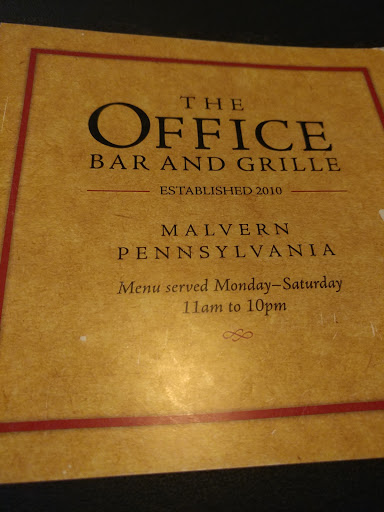 THE
OFFICE
BAR AND GRILLE
ESTABLISHED 2010
MALVERN
PENNSYLVANIA
Menu served Monday–Saturday
11am to 10pm